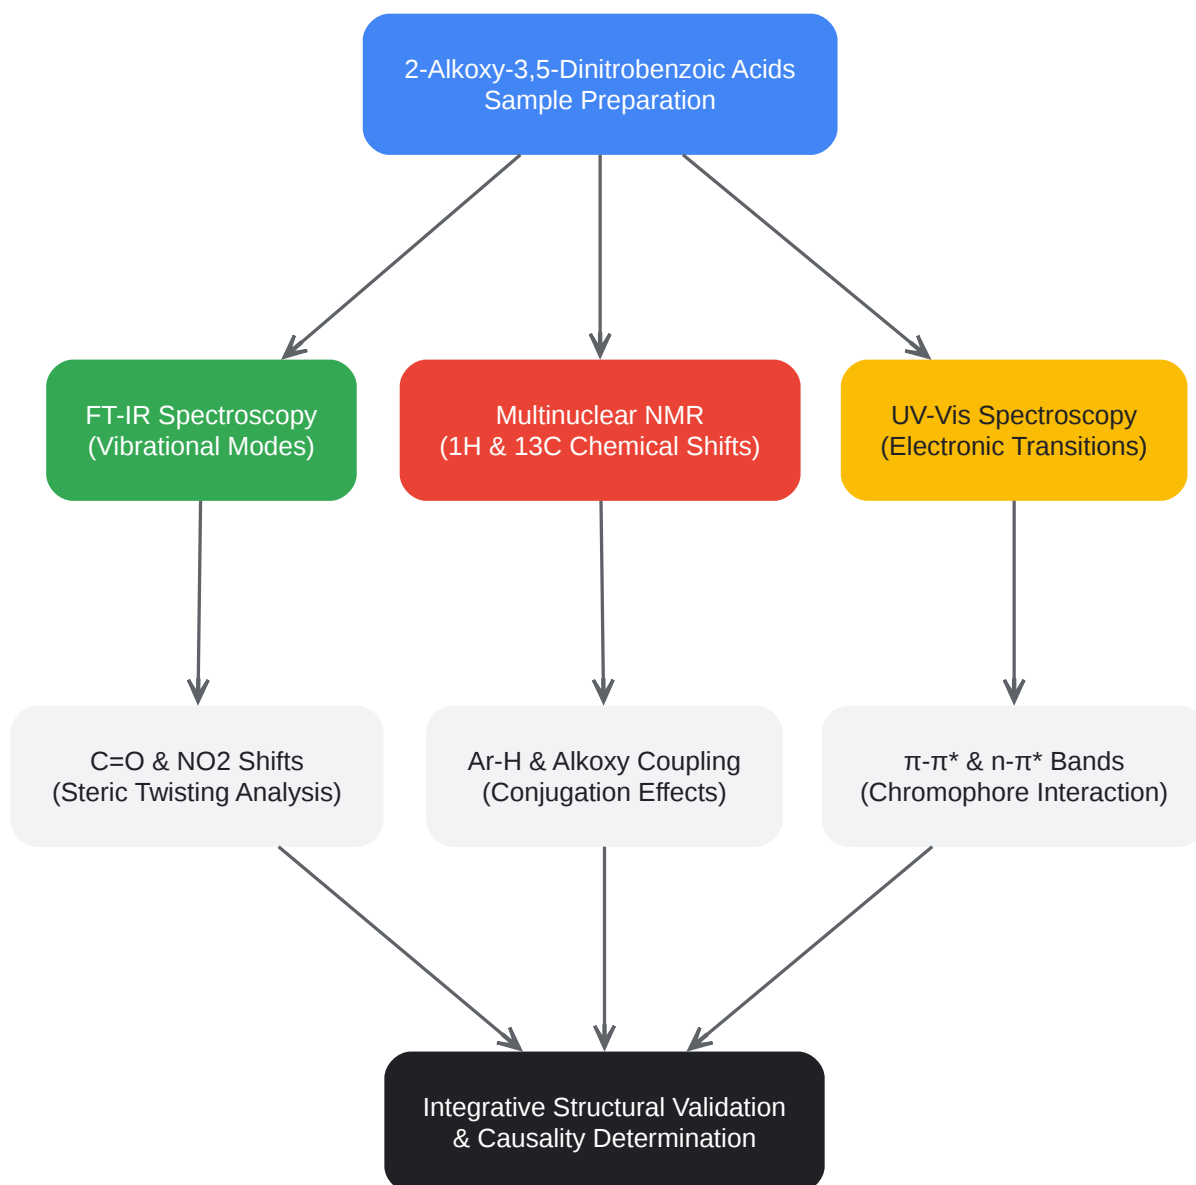 2-Alkoxy-3,5-Dinitrobenzoic Acids
Sample Preparation
FT-IR Spectroscopy
(Vibrational Modes)
Multinuclear NMR
(1H & 13C Chemical Shifts)
UV-Vis Spectroscopy
(Electronic Transitions)
C=O & NO2 Shifts
(Steric Twisting Analysis)
Ar-H & Alkoxy Coupling
(Conjugation Effects)
π-π* & n-π* Bands
(Chromophore Interaction)
Integrative Structural Validation
& Causality Determination